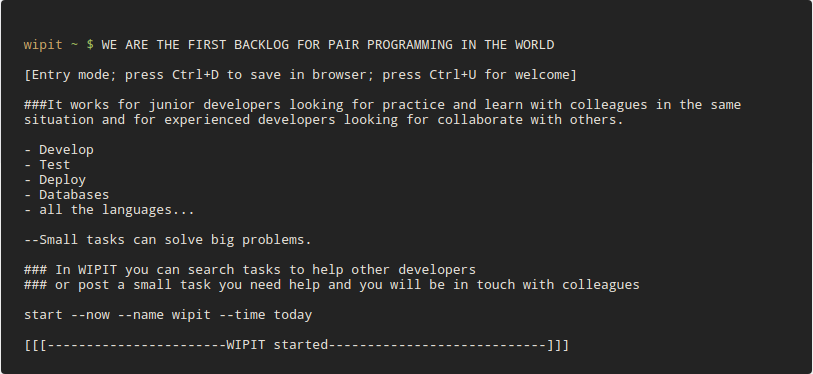 wipit ~ $ WE ARE THE FIRST BACKLOG FOR PAIR PROGRAMMING IN THE WORLD
[Entry mode; press Ctrl+D to save in browser; press Ctrl+U for welcome]
###It works for junior developers looking for practice and learn with colleagues in the same
situation and for experienced developers looking for collaborate with others.
- Develop
- Test
- Deploy
- Databases
- all the languages...
--Small tasks can solve big problems.
### In WIPIT you can search tasks to help other developers
### or post a small task you need help and you will be in touch with colleagues
start --now --name wipit --time today
[[[-----------------------WIPIT started----------------------------]]]